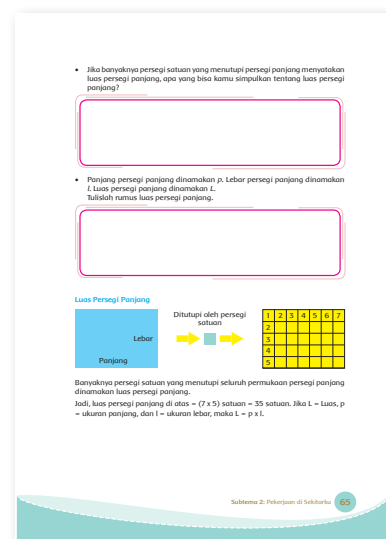 • Jika banyaknya persegi satuan yang menutupi persegi panjang menyatakan
luas persegi panjang, apa yang bisa kamu simpulkan tentang luas persegi
panjang?
• Panjang persegi panjang dinamakan p. Lebar persegi panjang dinamakan
l. Luas persegi panjang dinamakan L.
Tulislah rumus luas persegi panjang.
Luas Persegi Panjang
Lebar
Panjang
Ditutupi oleh persegi
satuan
1 2 3 4 5 6 7
2
3
4
5
Banyaknya persegi satuan yang menutupi seluruh permukaan persegi panjang
dinamakan luas persegi panjang.
Jadi, luas persegi panjang di atas = (7 x 5) satuan = 35 satuan. Jika L = Luas, p
= ukuran panjang, dan l = ukuran lebar, maka L = p x l.
Subtema 2: Pekerjaan di Sekitarku 65